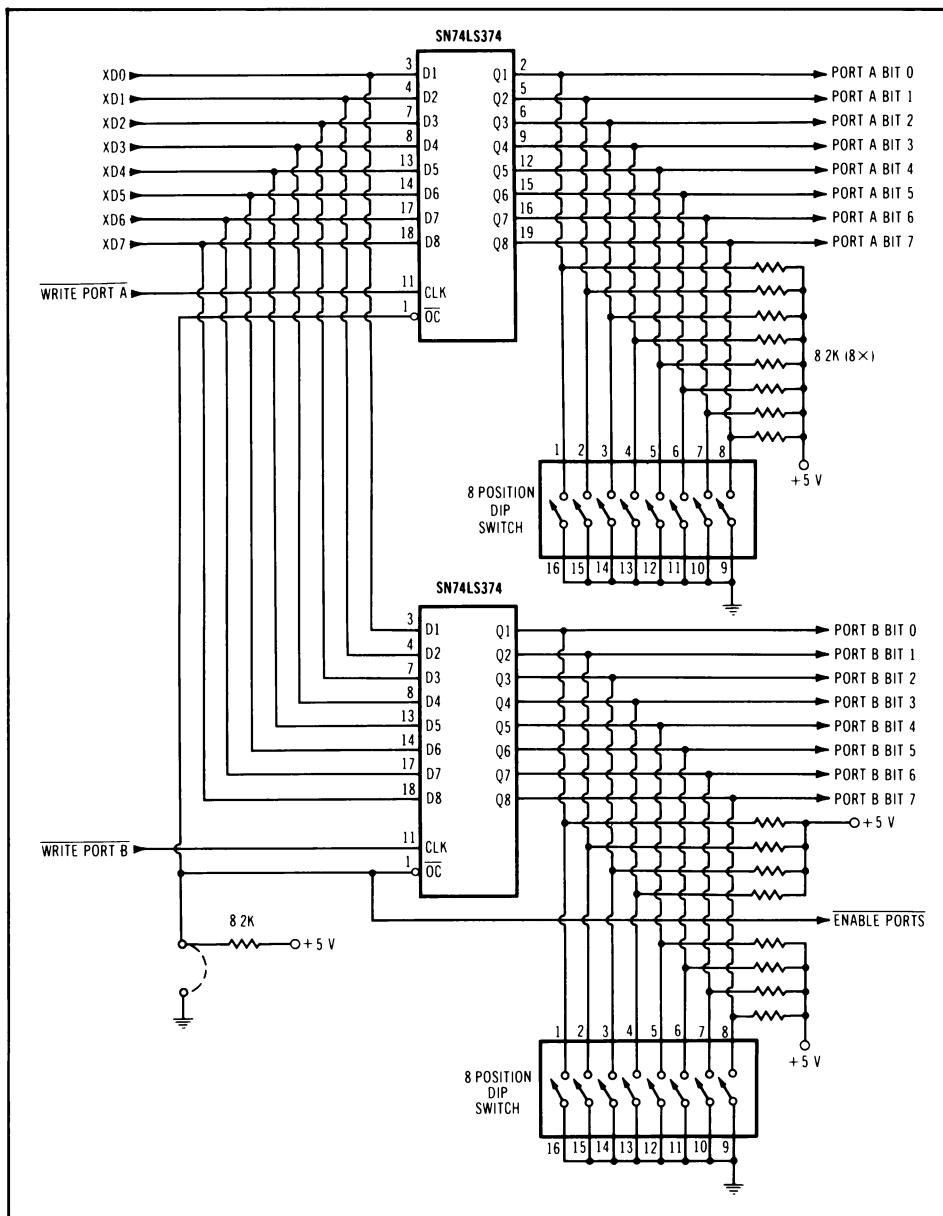 SN74LS374
XD0 3 D1 Q1 2 PORT A BIT 0
XD1 4 D2 Q2 5 PORT A BIT 1
XD2 7 D3 Q3 6 PORT A BIT 2
XD3 8 D4 Q4 9 PORT A BIT 3
XD4 13 D5 Q5 12 PORT A BIT 4
XD5 14 D6 Q6 15 PORT A BIT 5
XD6 17 D7 Q7 16 PORT A BIT 6
XD7 18 D8 Q8 19 PORT A BIT 7
WRITE PORT A 11 CLK
1 OC
8 2K (8×)
1 2 3 4 5 6 7 8
+5 V
8 POSITION
DIP
SWITCH
16 15 14 13 12 11 10 9
SN74LS374
3 D1 Q1 PORT B BIT 0
4 D2 Q2 PORT B BIT 1
7 D3 Q3 PORT B BIT 2
8 D4 Q4 PORT B BIT 3
13 D5 Q5 PORT B BIT 4
14 D6 Q6 PORT B BIT 5
17 D7 Q7 PORT B BIT 6
18 D8 Q8 PORT B BIT 7
+5 V
WRITE PORT B 11 CLK
1 OC
ENABLE PORTS
8 2K
+5 V
1 2 3 4 5 6 7 8
+5 V
8 POSITION
DIP
SWITCH
16 15 14 13 12 11 10 9